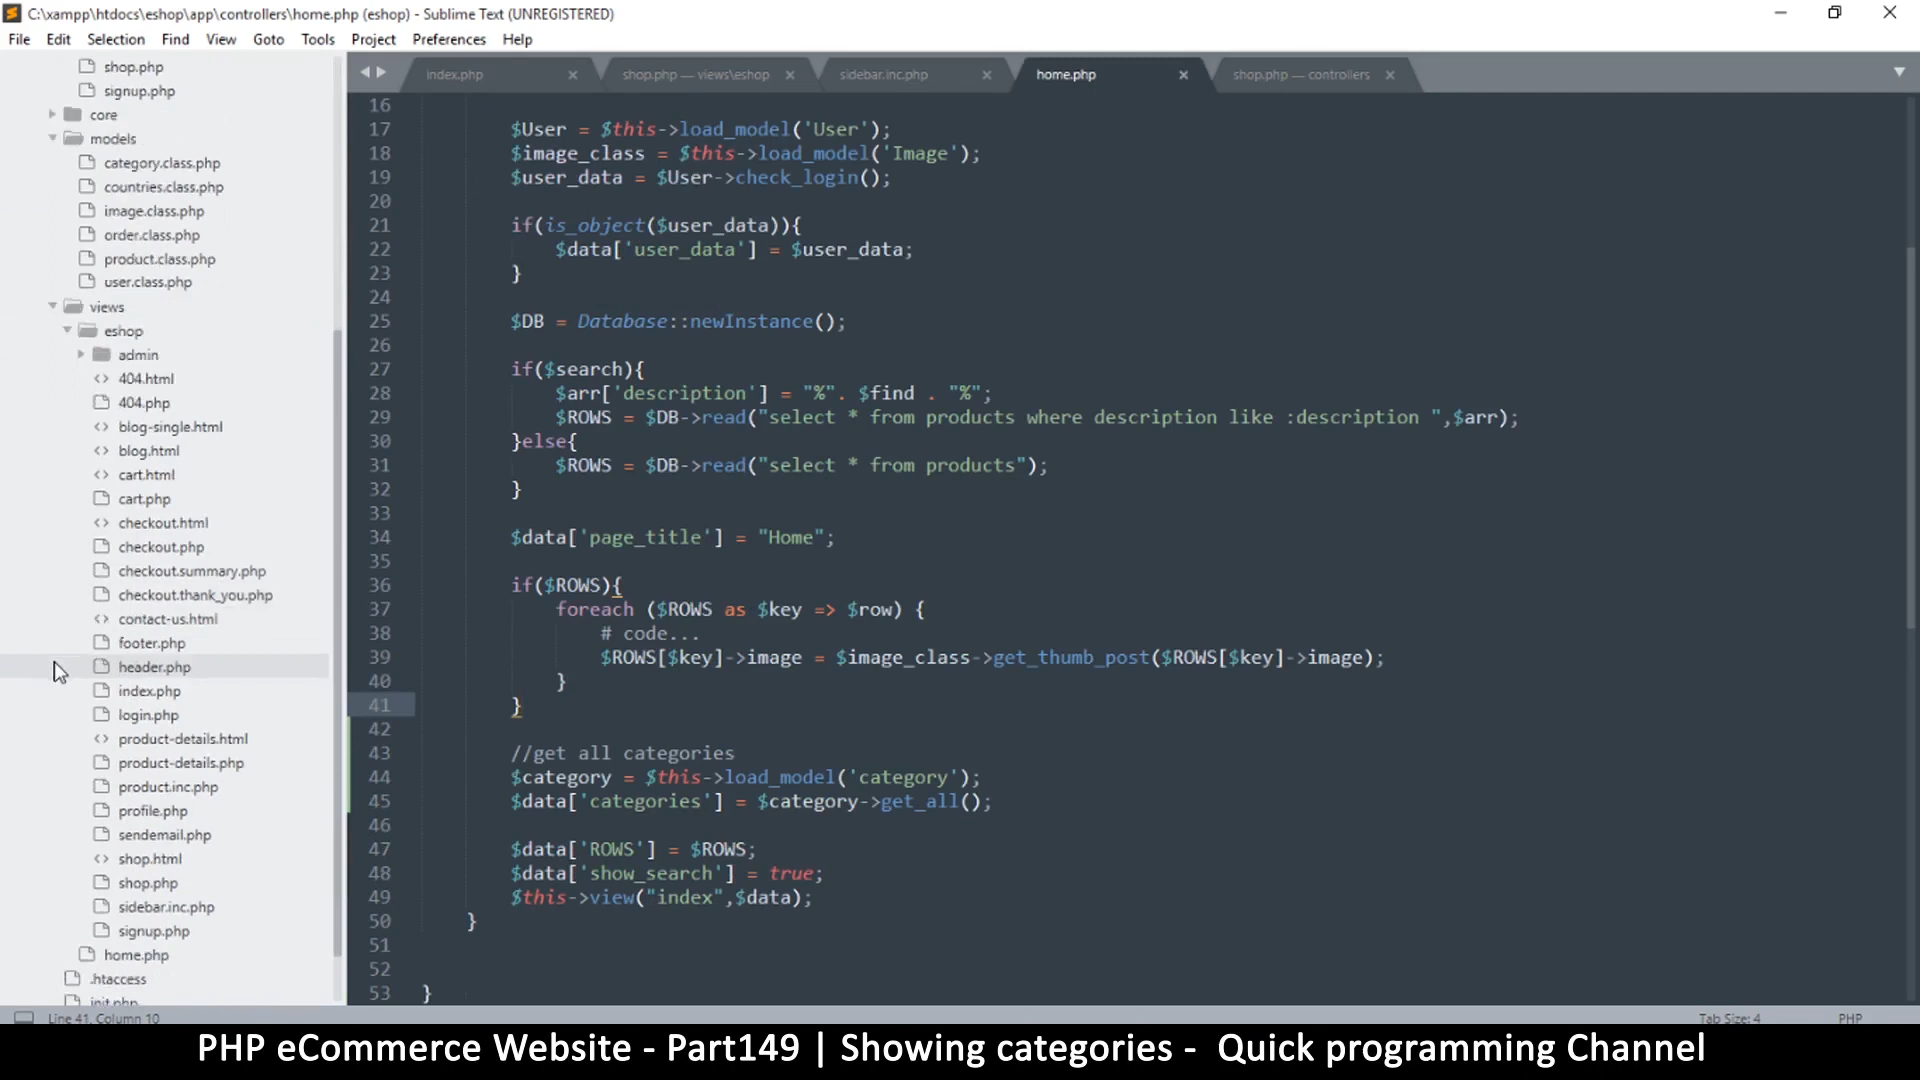 C:\xampp\htdocs\eshop\app\controllers\home.php (eshop) - Sublime Text (UNREGISTERED)
File Edit Selection Find View Goto Tools Project Preferences Help
shop.php
signup.php
core
models
category.class.php
countries.class.php
image.class.php
order.class.php
product.class.php
user.class.php
views
eshop
admin
404.html
404.php
blog-single.html
blog.html
cart.html
cart.php
checkout.html
checkout.php
checkout.summary.php
checkout.thank_you.php
contact-us.html
footer.php
header.php
index.php
login.php
product-details.html
product-details.php
product.inc.php
profile.php
sendemail.php
shop.html
shop.php
sidebar.inc.php
signup.php
home.php
.htaccess
init.php
index.php shop.php — views\eshop sidebar.inc.php home.php shop.php — controllers
16
17 $User = $this->load_model('User');
18 $image_class = $this->load_model('Image');
19 $user_data = $User->check_login();
20
21 if(is_object($user_data)){
22 $data['user_data'] = $user_data;
23 }
24
25 $DB = Database::newInstance();
26
27 if($search){
28 $arr['description'] = "%". $find . "%";
29 $ROWS = $DB->read("select * from products where description like :description ",$arr);
30 }else{
31 $ROWS = $DB->read("select * from products");
32 }
33
34 $data['page_title'] = "Home";
35
36 if($ROWS){
37 foreach ($ROWS as $key => $row) {
38 # code...
39 $ROWS[$key]->image = $image_class->get_thumb_post($ROWS[$key]->image);
40 }
41 }
42
43 //get all categories
44 $category = $this->load_model('category');
45 $data['categories'] = $category->get_all();
46
47 $data['ROWS'] = $ROWS;
48 $data['show_search'] = true;
49 $this->view("index",$data);
50 }
51
52
53 }
Line 41, Column 10 Tab Size: 4 PHP
PHP eCommerce Website - Part149 | Showing categories - Quick programming Channel